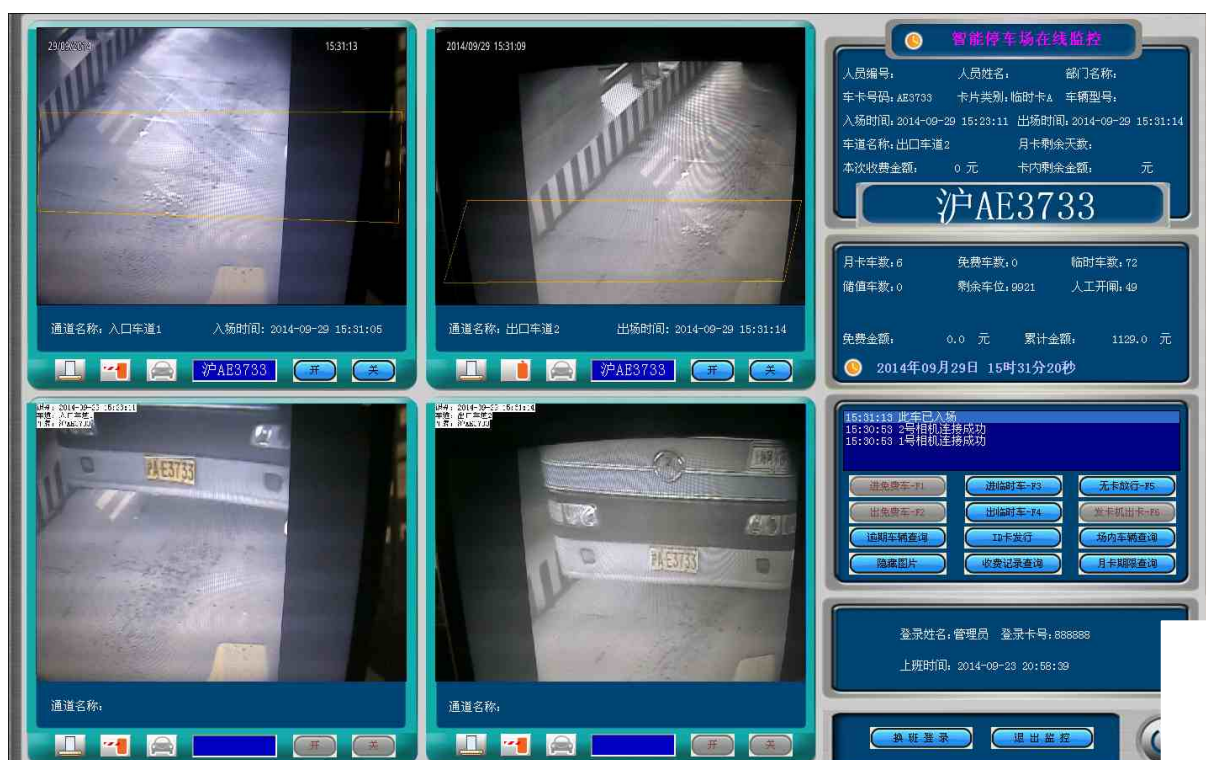 15:31:13
2014/09/29 15:31:09
通道名称: 入口车道1 入场时间: 2014-09-29 15:31:05
通道名称: 出口车道2 出场时间: 2014-09-29 15:31:14
沪AE3733 开 关
沪AE3733 开 关
E3733
通道名称:
通道名称:
开 关
开 关
智能停车场在线监控
人员编号: 人员姓名: 部门名称:
车卡号码: AE3733 卡片类别: 临时卡A 车辆型号:
入场时间: 2014-09-29 15:23:11 出场时间: 2014-09-29 15:31:14
车道名称: 出口车道2 月卡剩余天数:
本次收费金额: 0 元 卡内剩余金额: 元
沪AE3733
月卡车数: 6 免费车数: 0 临时车数: 72
储值车数: 0 剩余车位: 9921 人工开闸: 49
免费金额: 0.0 元 累计金额: 1129.0 元
2014年09月29日 15时31分20秒
15:31:13 此车已入场
15:30:53 2号相机连接成功
15:30:53 1号相机连接成功
进免费车-F1 进临时车-F3 无卡放行-F5
出免费车-F2 出临时车-F4 发卡机出卡-F6
逾期车辆查询 ID卡发行 场内车辆查询
隐藏图片 收费记录查询 月卡期限查询
登录姓名: 管理员 登录卡号: 888888
上班时间: 2014-09-23 20:58:39
换班登录 退出监控